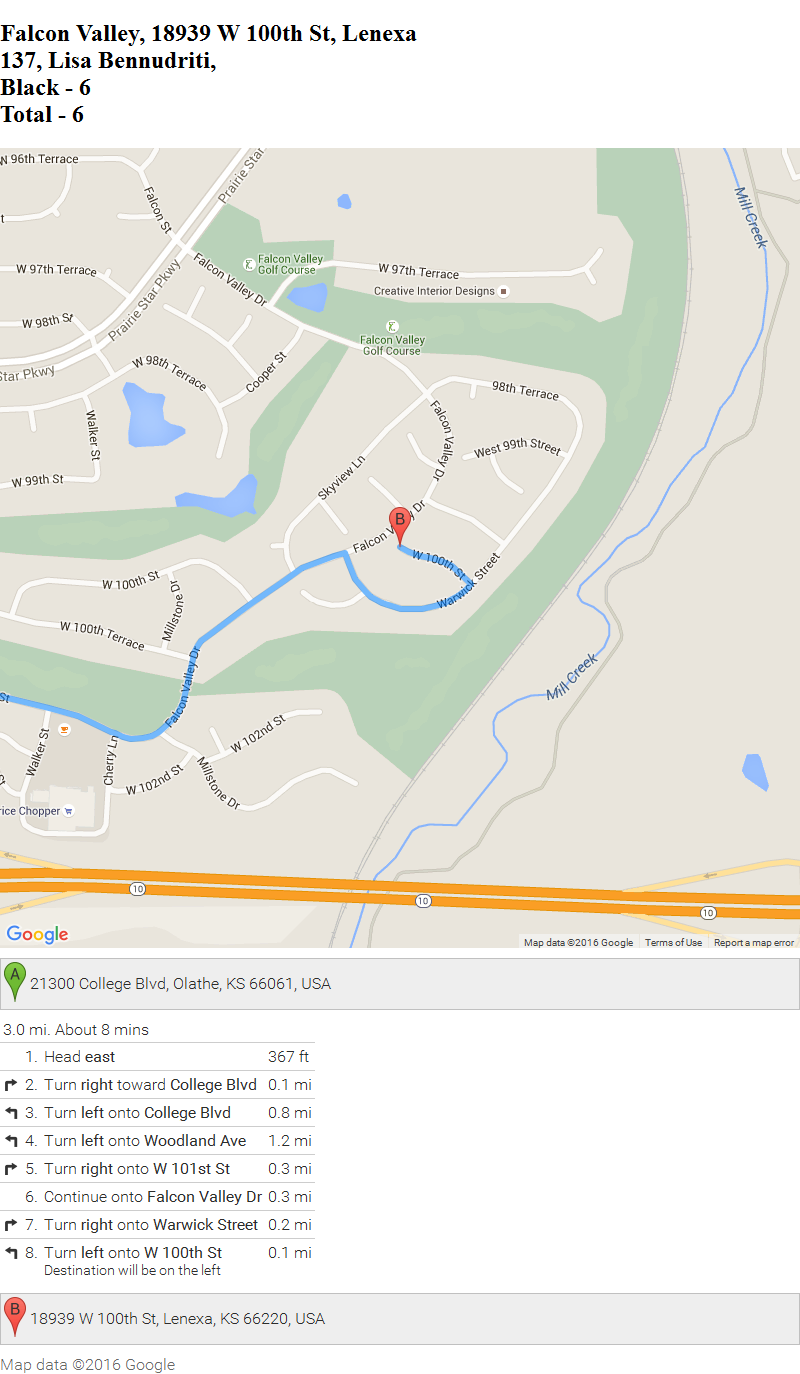 Falcon Valley, 18939 W 100th St, Lenexa
137, Lisa Bennudriti,
Black - 6
Total - 6
W 96th Terrace
Prairie Star
Falcon St
Mill Creek
Falcon Valley Dr
Falcon Valley
Golf Course
W 97th Terrace
W 97th Terrace
Creative Interior Designs
Prairie Star Pkwy
W 98th St
Falcon Valley
Golf Course
Star Pkwy
W 98th Terrace
Cooper St
98th Terrace
Walker St
Falcon Valley Dr
West 99th Street
Skyview Ln
W 99th St
B
Falcon V y Dr
W 100th St
W 100th St
Millstone Dr
Warwick Street
W 100th Terrace
Falcon Valley Dr
Mill Creek
St
Walker St
Cherry Ln
W 102nd St
W 102nd St
Millstone Dr
rice Chopper
10
10
10
Google
Map data ©2016 Google Terms of Use Report a map error
A 21300 College Blvd, Olathe, KS 66061, USA
3.0 mi. About 8 mins
1. Head east 367 ft
2. Turn right toward College Blvd 0.1 mi
3. Turn left onto College Blvd 0.8 mi
4. Turn left onto Woodland Ave 1.2 mi
5. Turn right onto W 101st St 0.3 mi
6. Continue onto Falcon Valley Dr 0.3 mi
7. Turn right onto Warwick Street 0.2 mi
8. Turn left onto W 100th St 0.1 mi
Destination will be on the left
B 18939 W 100th St, Lenexa, KS 66220, USA
Map data ©2016 Google